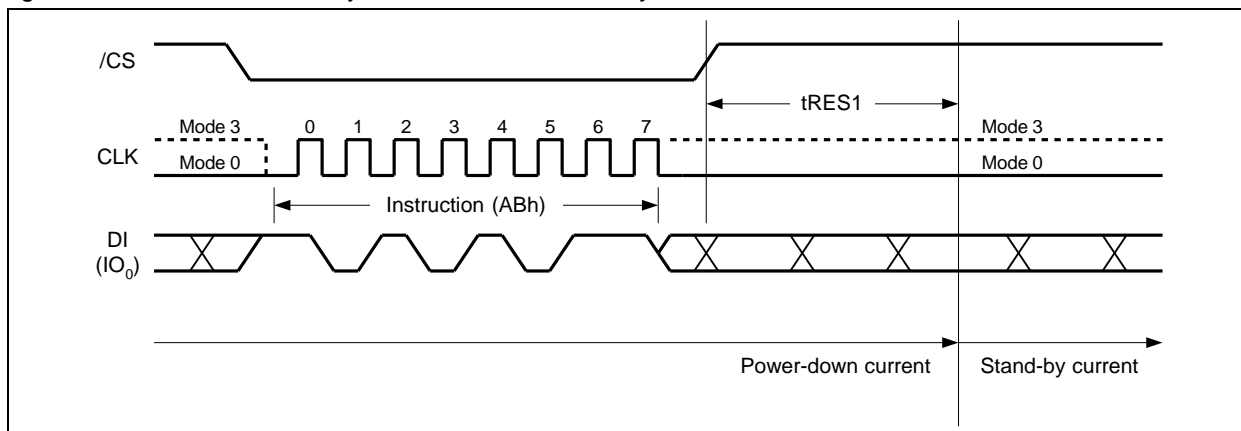 /CS
tRES1
Mode 3
0 1 2 3 4 5 6 7
Mode 3
CLK
Mode 0
Mode 0
Instruction (ABh)
DI
(IO₀)
Power-down current
Stand-by current